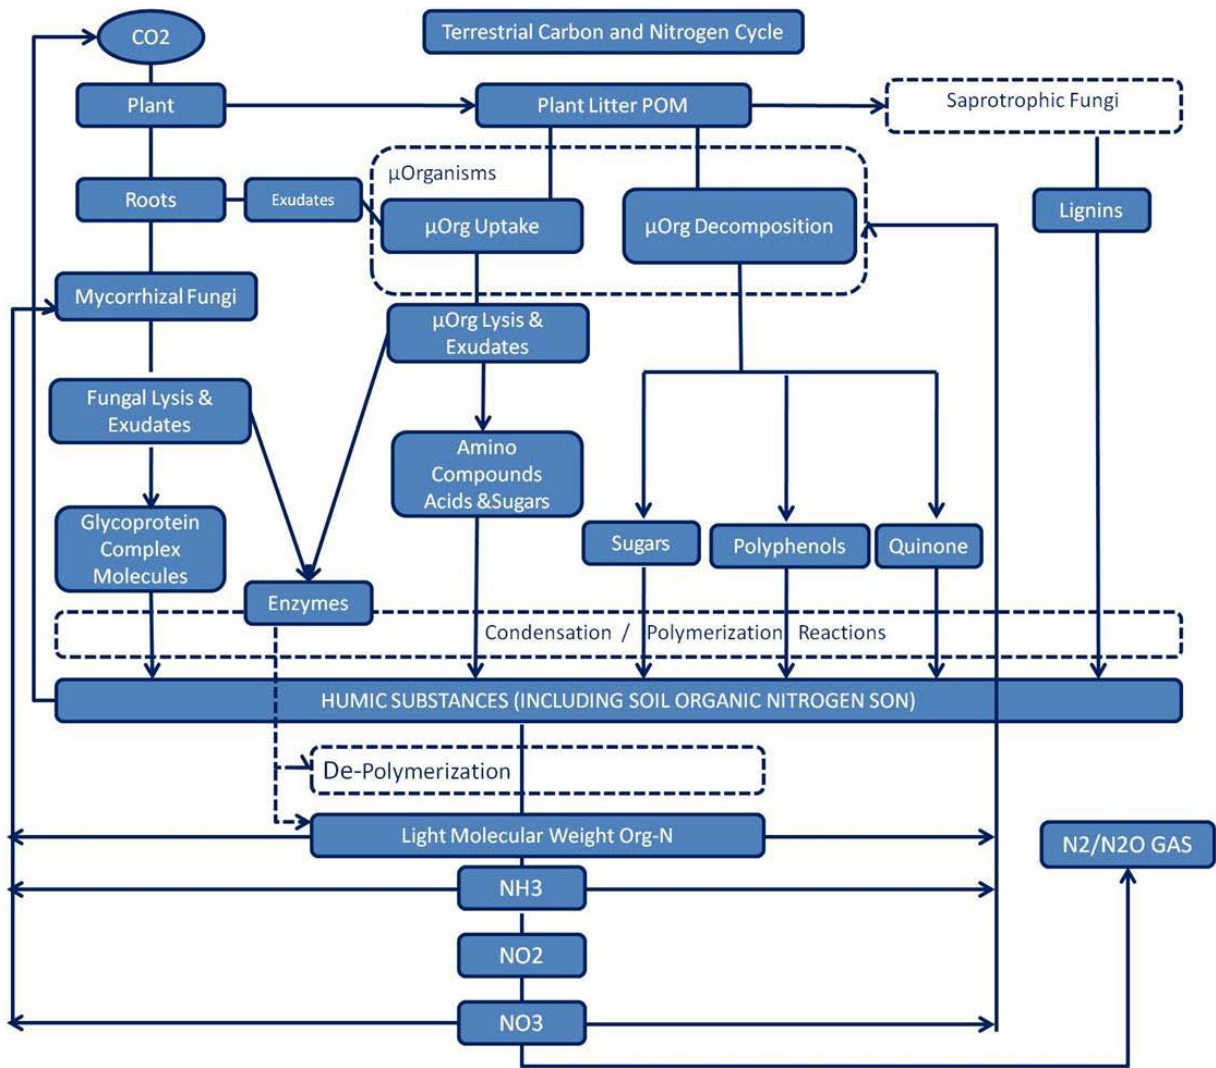 CO2
Terrestrial Carbon and Nitrogen Cycle
Plant
Plant Litter POM
Saprotrophic Fungi
μOrganisms
Roots
Exudates
μOrg Uptake
μOrg Decomposition
Lignins
Mycorrhizal Fungi
μOrg Lysis &
Exudates
Fungal Lysis &
Exudates
Amino
Compounds
Acids &Sugars
Glycoprotein
Complex
Molecules
Sugars
Polyphenols
Quinone
Enzymes
Condensation / Polymerization Reactions
HUMIC SUBSTANCES (INCLUDING SOIL ORGANIC NITROGEN SON)
De-Polymerization
Light Molecular Weight Org-N
N2/N2O GAS
NH3
NO2
NO3